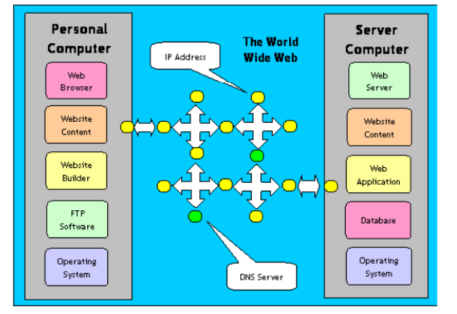 Personal
Computer
Web
Browser
Website
Content
Website
Builder
FTP
Software
Operating
System
IP Address
The World
Wide Web
DNS Server
Server
Computer
Web
Server
Website
Content
Web
Application
Database
Operating
System